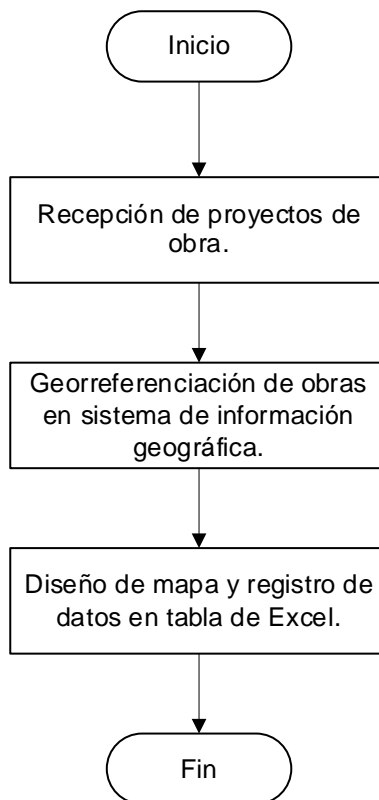 Inicio
Recepción de proyectos de
obra.
Georreferenciación de obras
en sistema de información
geográfica.
Diseño de mapa y registro de
datos en tabla de Excel.
Fin